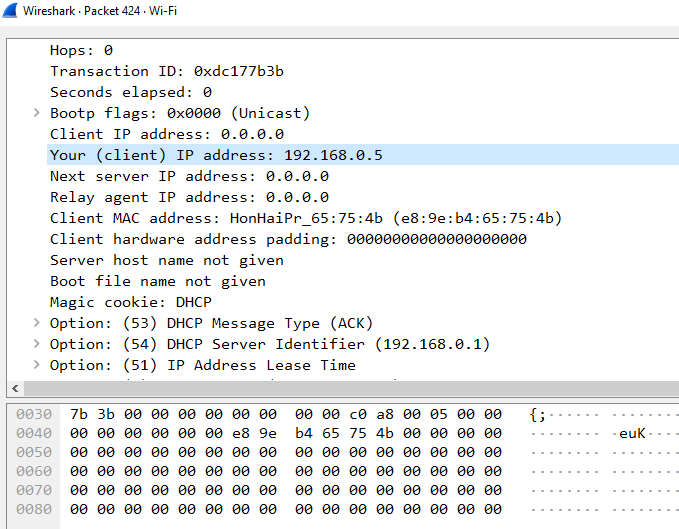 Wireshark · Packet 424 · Wi-Fi
Hops: 0
Transaction ID: 0xdc177b3b
Seconds elapsed: 0
> Bootp flags: 0x0000 (Unicast)
Client IP address: 0.0.0.0
Your (client) IP address: 192.168.0.5
Next server IP address: 0.0.0.0
Relay agent IP address: 0.0.0.0
Client MAC address: HonHaiPr_65:75:4b (e8:9e:b4:65:75:4b)
Client hardware address padding: 00000000000000000000
Server host name not given
Boot file name not given
Magic cookie: DHCP
> Option: (53) DHCP Message Type (ACK)
> Option: (54) DHCP Server Identifier (192.168.0.1)
> Option: (51) IP Address Lease Time
0030 7b 3b 00 00 00 00 00 00 00 00 c0 a8 00 05 00 00 {;······ ········
0040 00 00 00 00 00 00 e8 9e b4 65 75 4b 00 00 00 00 ········ euK····
0050 00 00 00 00 00 00 00 00 00 00 00 00 00 00 00 00 ········ ········
0060 00 00 00 00 00 00 00 00 00 00 00 00 00 00 00 00 ········ ········
0070 00 00 00 00 00 00 00 00 00 00 00 00 00 00 00 00 ········ ········
0080 00 00 00 00 00 00 00 00 00 00 00 00 00 00 00 00 ········ ········